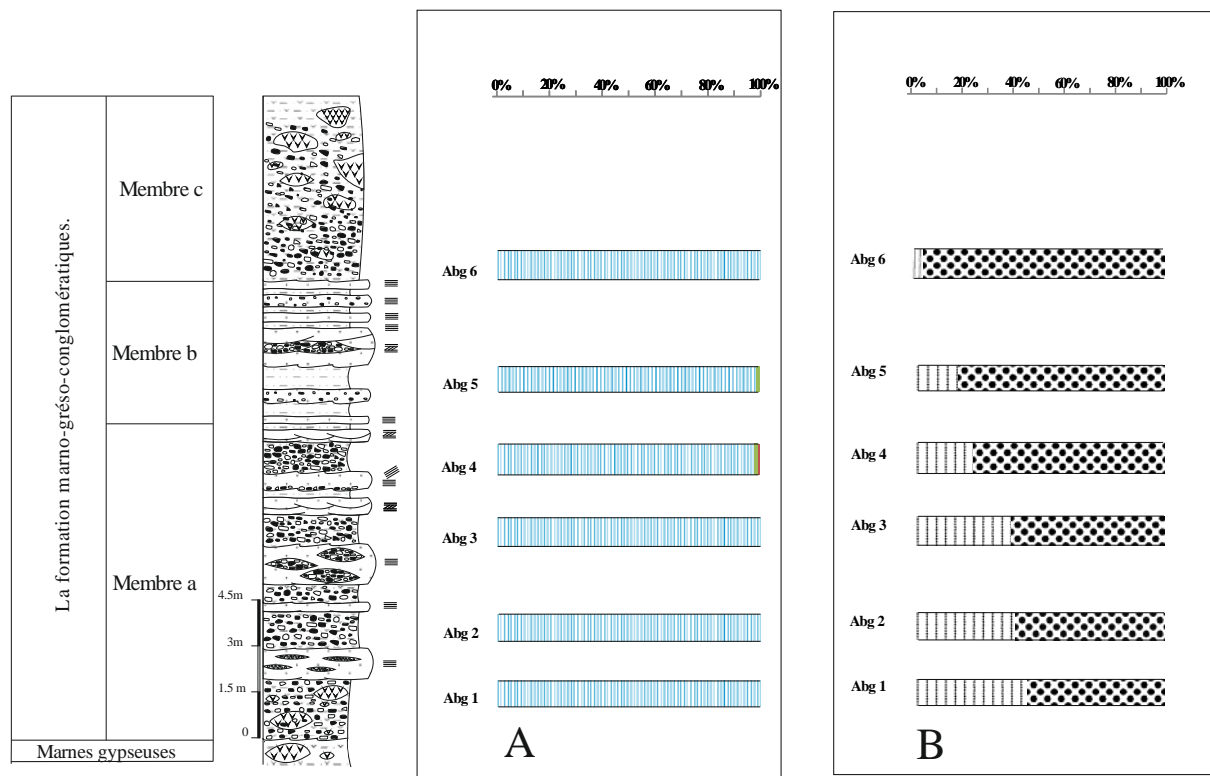 La formation marno-gréso-conglomératiques.
Membre c
Membre b
Membre a
4.5m
3m
1.5 m
0
Marnes gypseuses
0% 20% 40% 60% 80% 100%
Abg 6
Abg 5
Abg 4
Abg 3
Abg 2
Abg 1
A
0% 20% 40% 60% 80% 100%
Abg 6
Abg 5
Abg 4
Abg 3
Abg 2
Abg 1
B